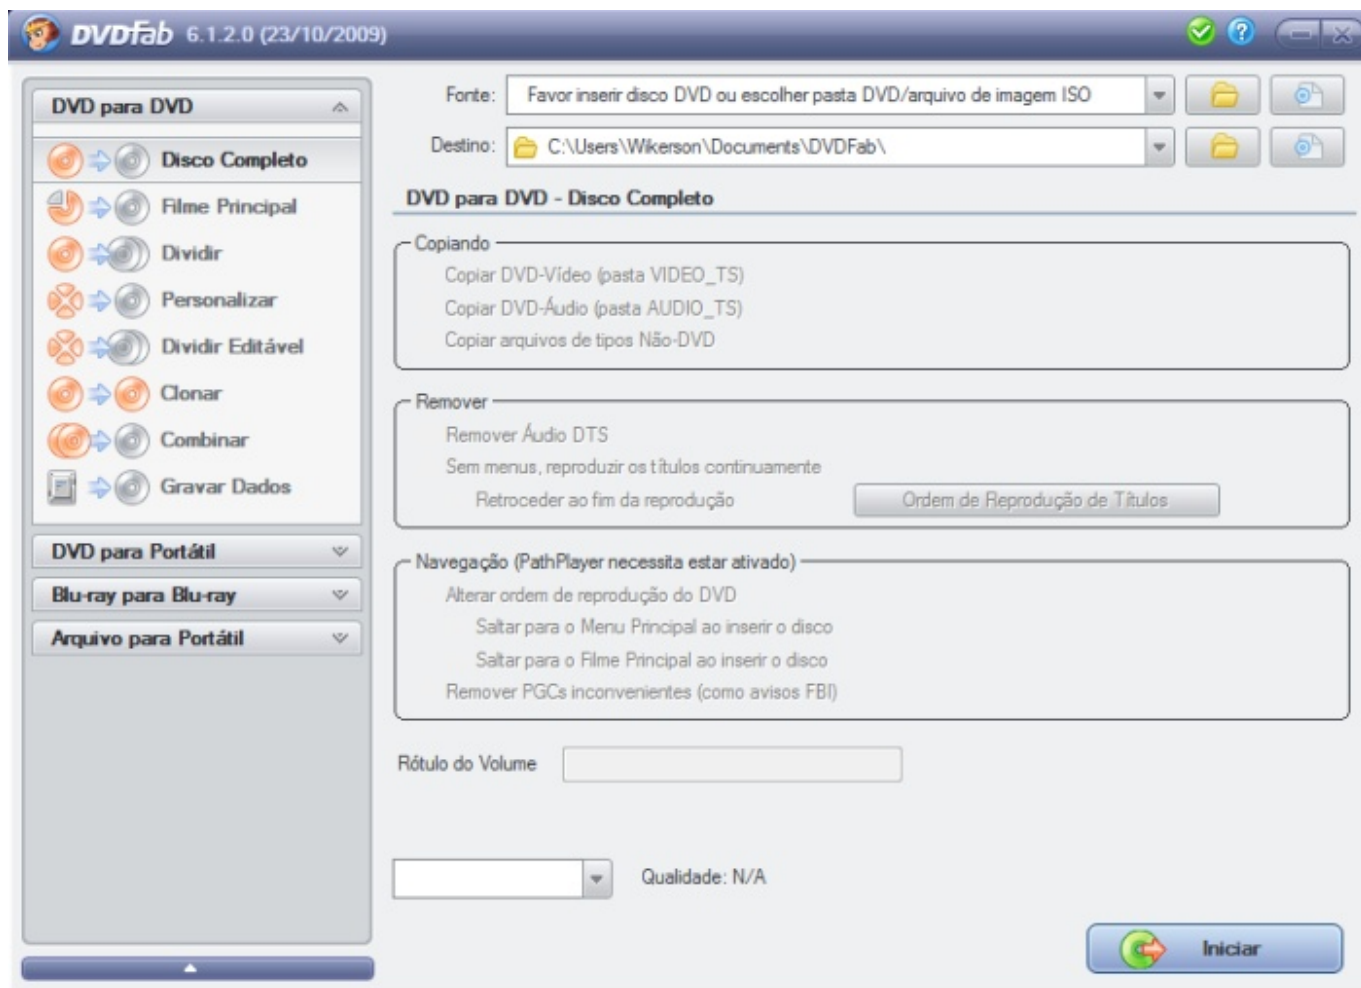 DVDFab 6.1.2.0 (23/10/2009)
DVD para DVD
Disco Completo
Filme Principal
Dividir
Personalizar
Dividir Editável
Clonar
Combinar
Gravar Dados
DVD para Portátil
Blu-ray para Blu-ray
Arquivo para Portátil
Fonte: Favor inserir disco DVD ou escolher pasta DVD/arquivo de imagem ISO
Destino: C:\Users\Wikerson\Documents\DVDFab\
DVD para DVD - Disco Completo
Copiando
Copiar DVD-Vídeo (pasta VIDEO_TS)
Copiar DVD-Áudio (pasta AUDIO_TS)
Copiar arquivos de tipos Não-DVD
Remover
Remover Áudio DTS
Sem menus, reproduzir os títulos continuamente
Retroceder ao fim da reprodução Ordem de Reprodução de Títulos
Navegação (PathPlayer necessita estar ativado)
Alterar ordem de reprodução do DVD
Saltar para o Menu Principal ao inserir o disco
Saltar para o Filme Principal ao inserir o disco
Remover PGCs inconvenientes (como avisos FBI)
Rótulo do Volume
Qualidade: N/A
Iniciar